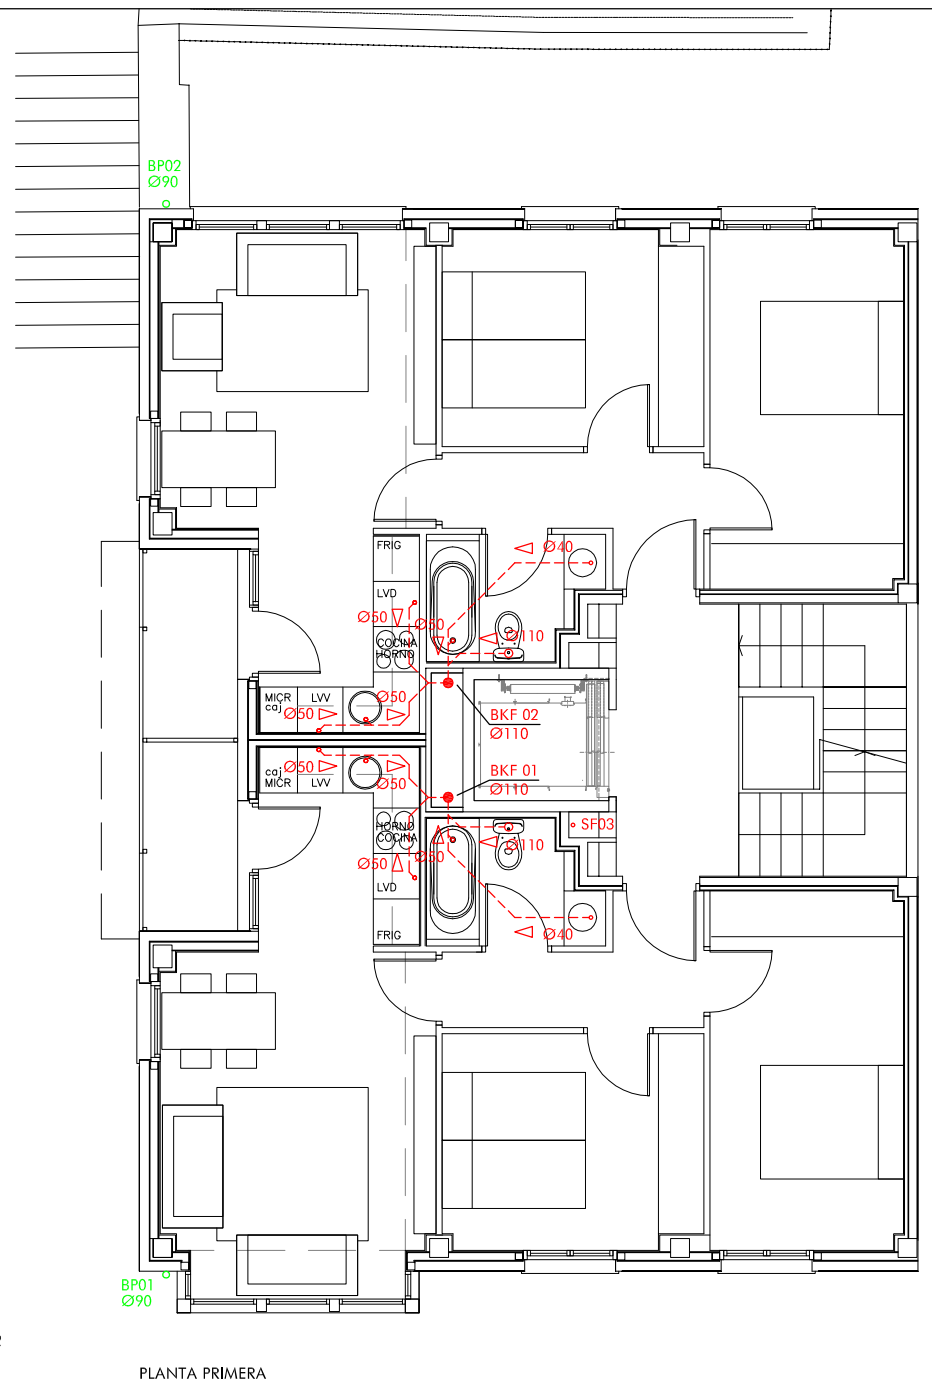 BP02
Ø90
FRIG
Ø40
LVD
Ø50
Ø50
Ø110
COCINA
HORNO
MICR
caj
LVV
Ø50
Ø50
BKF 02
Ø110
caj
MICR
LVV
Ø50
Ø50
BKF 01
Ø110
HORNO
COCINA
SF03
Ø50
Ø50
Ø110
LVD
FRIG
Ø40
BP01
Ø90
PLANTA PRIMERA